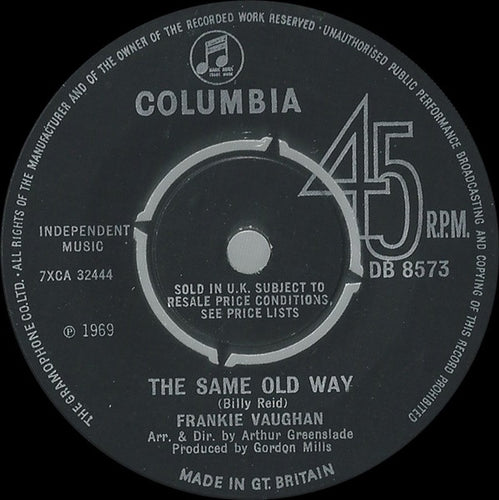 THE GRAMOPHONE CO.LTD. · ALL RIGHTS OF THE MANUFACTURER AND OF THE OWNER OF THE RECORDED WORK RESERVED · UNAUTHORISED PUBLIC PERFORMANCE BROADCASTING AND COPYING OF THIS RECORD PROHIBITED
COLUMBIA
45
R.P.M.
INDEPENDENT
MUSIC
7XCA 32444
DB 8573
SOLD IN U.K. SUBJECT TO
RESALE PRICE CONDITIONS,
SEE PRICE LISTS
℗ 1969
THE SAME OLD WAY
(Billy Reid)
FRANKIE VAUGHAN
Arr. & Dir. by Arthur Greenslade
Produced by Gordon Mills
MADE IN GT. BRITAIN